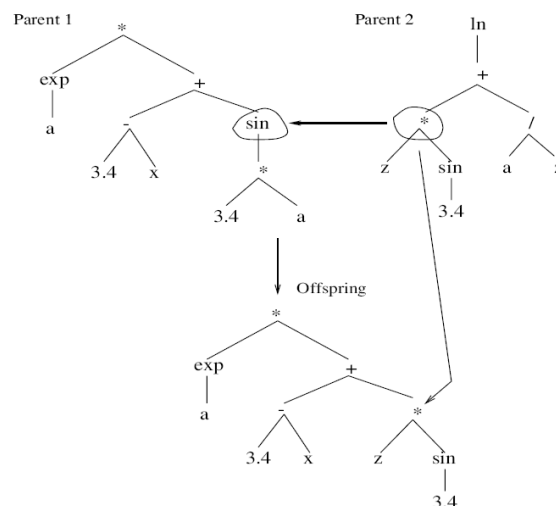 Parent 1 * Parent 2 ln
exp + +
a - sin * /
3.4 x * z sin a
3.4 a 3.4
Offspring
*
exp +
a - *
3.4 x z sin
3.4